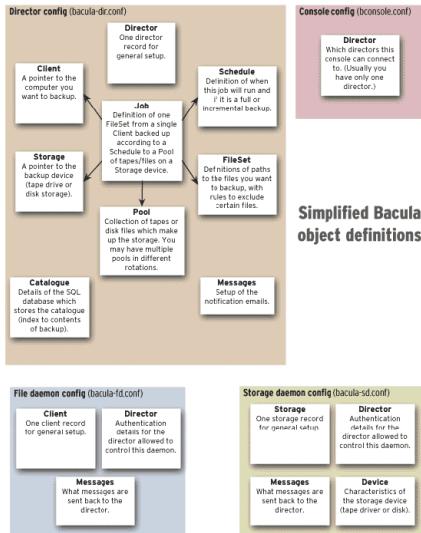 Director config (bacula-dir.conf)
Director
One director
record for
general setup.
Client
A pointer to the
computer you
want to backup.
Schedule
Definition of when
this job will run and
if it is a full or
incremental backup.
Job
Definition of one
FileSet from a single
Client backed up
according to a
Schedule to a Pool
of tapes/files on a
Storage device.
Storage
A pointer to the
backup device
(tape drive or
disk storage).
FileSet
Definitions of paths
to the files you want
to backup, with
rules to exclude
certain files.
Pool
Collection of tapes or
disk files which make
up the storage. You
may have multiple
pools in different
rotations.
Catalogue
Details of the SQL
database which
stores the catalogue
(index to contents
of backup).
Messages
Setup of the
notification emails.
Console config (bconsole.conf)
Director
Which directors this
console can connect
to. (Usually you
have only one
director.)
Simplified Bacula
object definitions
File daemon config (bacula-fd.conf)
Client
One client record
for general setup.
Director
Authentication
details for the
director allowed to
control this daemon.
Messages
What messages are
sent back to the
director.
Storage daemon config (bacula-sd.conf)
Storage
One storage record
for general setup
Director
Authentication
details for the
director allowed to
control this daemon.
Messages
What messages are
sent back to the
director.
Device
Characteristics of
the storage device
(tape driver or disk).